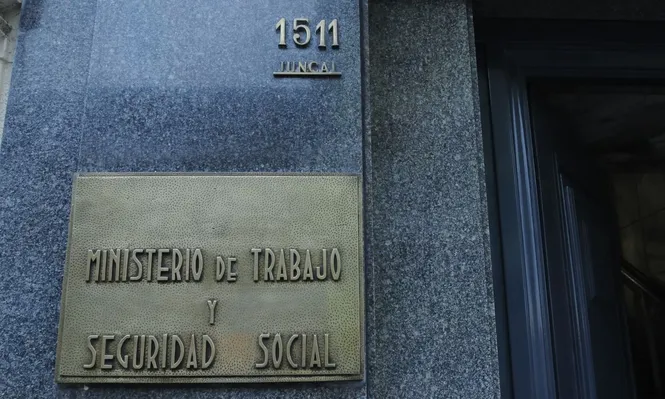 1511
JUNCAL
MINISTERIO DE TRABAJO
Y
SEGURIDAD SOCIAL